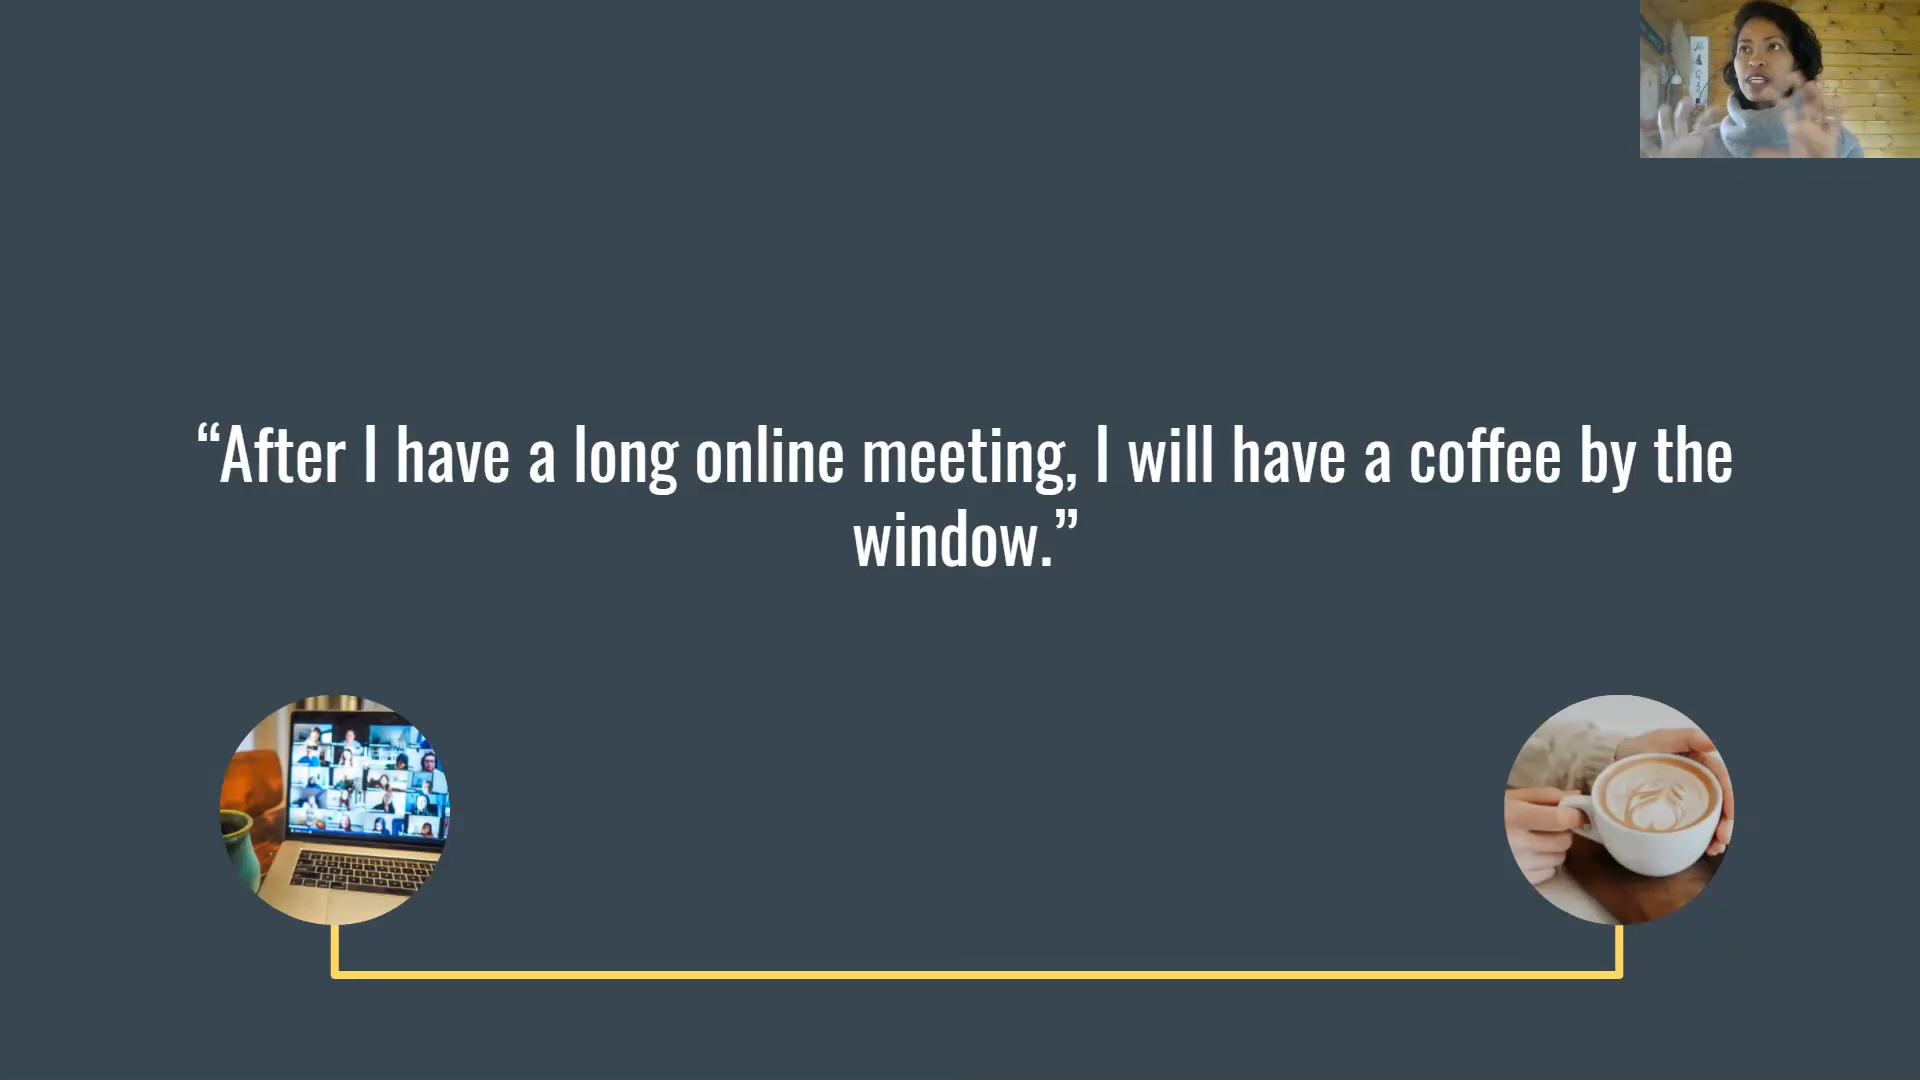 “After I have a long online meeting, I will have a coffee by the
window.”